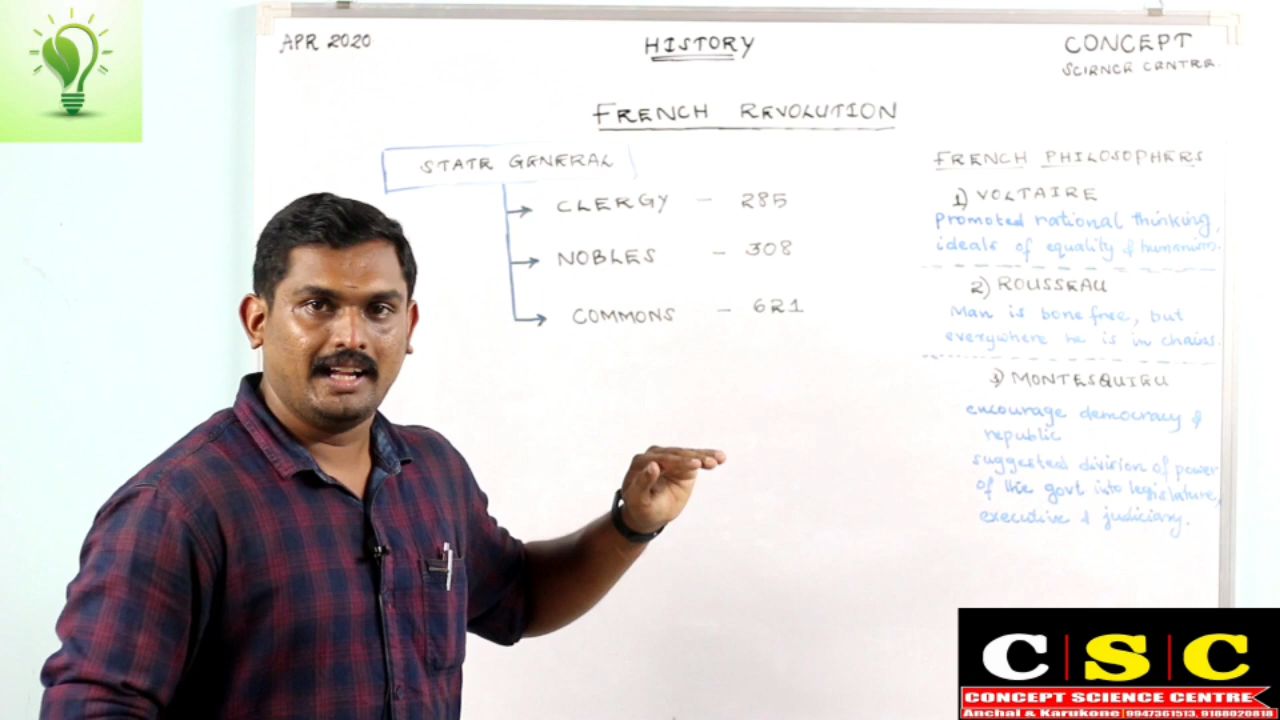 APR 2020
HISTORY
CONCEPT
SCIENCE CENTRE.
FRENCH REVOLUTION
STATE GENERAL
CLERGY - 285
NOBLES - 308
COMMONS - 621
FRENCH PHILOSOPHERS
1) VOLTAIRE
promoted rational thinking,
ideals of equality & humanism.
2) ROUSSEAU
Man is bone free, but
everywhere he is in chains.
3) MONTESQUIEU
encourage democracy &
republic
suggested division of power
of the govt into legislature,
executive & judiciary.
C S C
CONCEPT SCIENCE CENTRE
Anchal & Karukone 9947361513, 9188020818